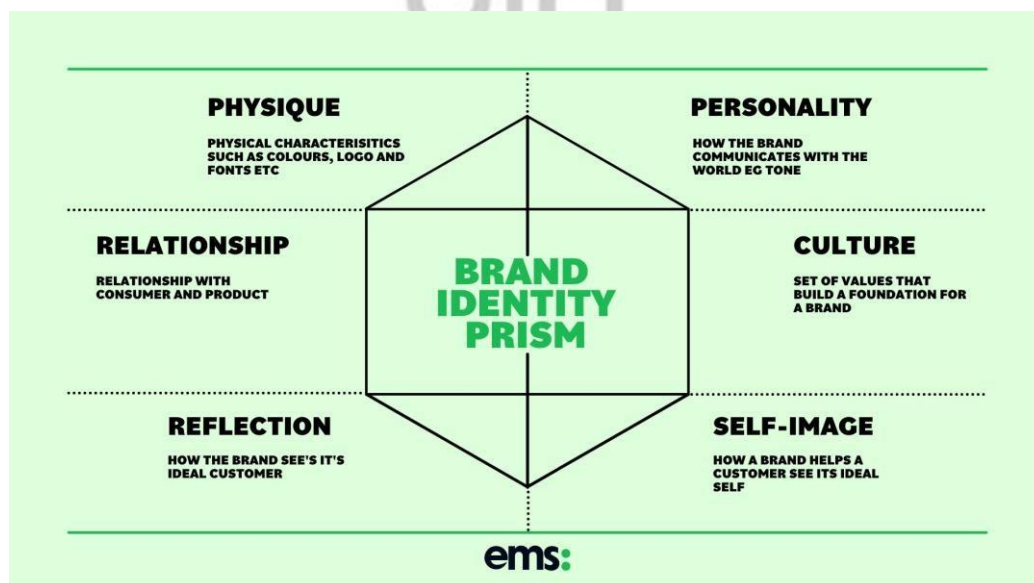 PHYSIQUE
PHYSICAL CHARACTERISITICS
SUCH AS COLOURS, LOGO AND
FONTS ETC
PERSONALITY
HOW THE BRAND
COMMUNICATES WITH THE
WORLD EG TONE
RELATIONSHIP
RELATIONSHIP WITH
CONSUMER AND PRODUCT
BRAND
IDENTITY
PRISM
CULTURE
SET OF VALUES THAT
BUILD A FOUNDATION FOR
A BRAND
REFLECTION
HOW THE BRAND SEE'S IT'S
IDEAL CUSTOMER
SELF-IMAGE
HOW A BRAND HELPS A
CUSTOMER SEE ITS IDEAL
SELF
ems: